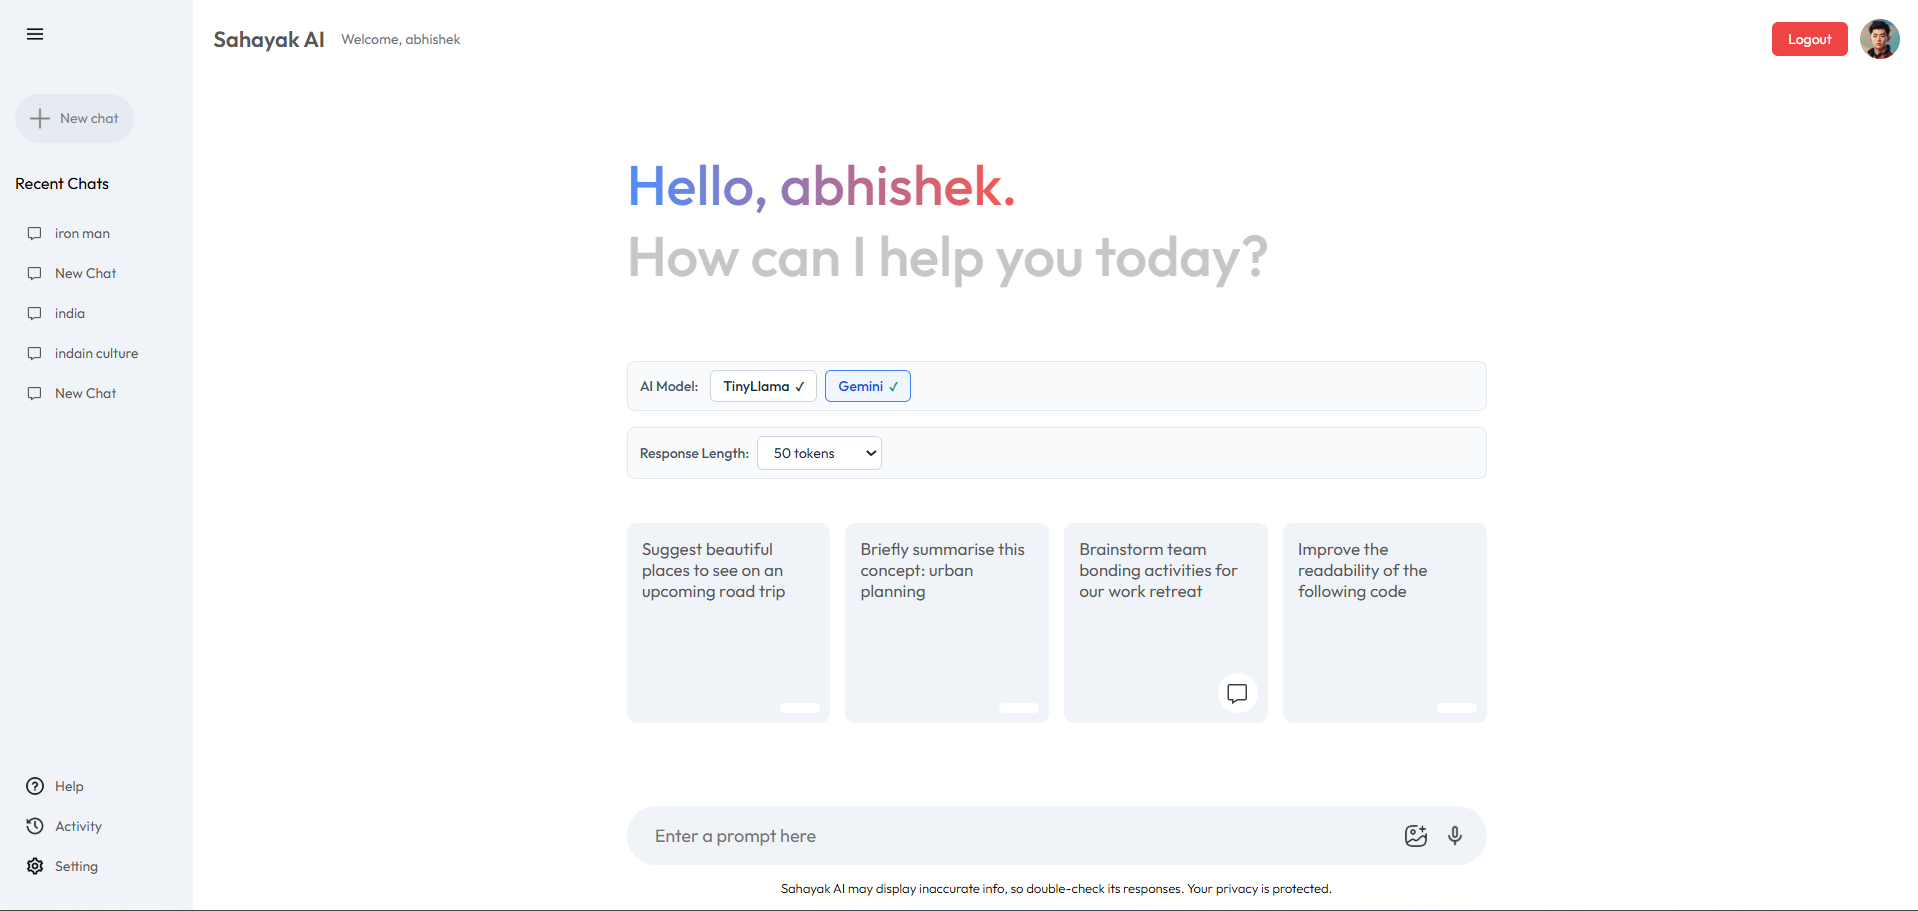 Sahayak AI
Welcome, abhishek
Logout
New chat
Recent Chats
iron man
New Chat
india
indain culture
New Chat
Help
Activity
Setting
Hello, abhishek.
How can I help you today?
AI Model: TinyLlama ✓ Gemini ✓
Response Length: 50 tokens
Suggest beautiful
places to see on an
upcoming road trip
Briefly summarise this
concept: urban
planning
Brainstorm team
bonding activities for
our work retreat
Improve the
readability of the
following code
Enter a prompt here
Sahayak AI may display inaccurate info, so double-check its responses. Your privacy is protected.